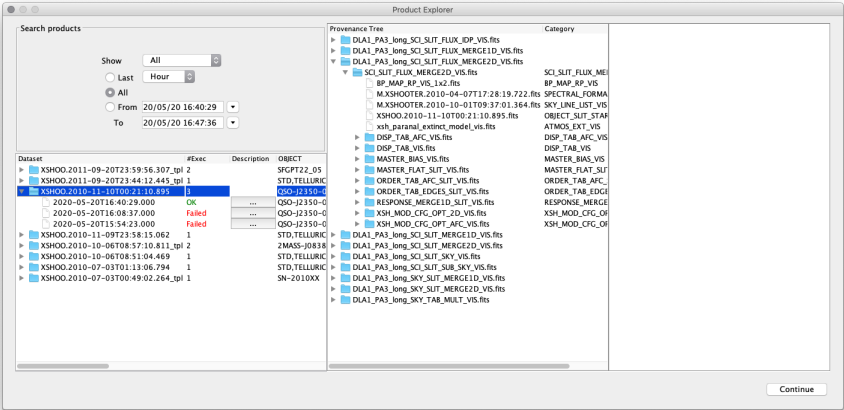 Product Explorer
Search products
Show All
Last Hour
All
From 20/05/20 16:40:29
To 20/05/20 16:47:36
Dataset #Exec Description OBJECT
XSHOO.2011-09-20T23:59:56.307_tpl 2 SFGPT22_05
XSHOO.2011-09-20T23:44:12.445_tpl 1 STD,TELLURIC
XSHOO.2010-11-10T00:21:10.895 3 QSO-J2350-0
2020-05-20T16:40:29.000 OK ... QSO-J2350-0
2020-05-20T16:08:37.000 Failed ... QSO-J2350-0
2020-05-20T15:54:23.000 Failed ... QSO-J2350-0
XSHOO.2010-11-09T23:58:15.062 1 STD,TELLURIC
XSHOO.2010-10-06T08:57:10.811_tpl 2 2MASS-J0838
XSHOO.2010-10-06T08:51:04.469 1 STD,TELLURIC
XSHOO.2010-07-03T01:13:06.794 1 STD,TELLURIC
XSHOO.2010-07-03T00:49:02.264_tpl 1 SN-2010XX
Provenance Tree Category
DLA1_PA3_long_SCI_SLIT_FLUX_IDP_VIS.fits
DLA1_PA3_long_SCI_SLIT_FLUX_MERGE1D_VIS.fits
DLA1_PA3_long_SCI_SLIT_FLUX_MERGE2D_VIS.fits
SCI_SLIT_FLUX_MERGE2D_VIS.fits SCI_SLIT_FLUX_MEI
BP_MAP_RP_VIS_1x2.fits BP_MAP_RP_VIS
M.XSHOOTER.2010-04-07T17:28:19.722.fits SPECTRAL_FORMA
M.XSHOOTER.2010-10-01T09:37:01.364.fits SKY_LINE_LIST_VIS
XSHOO.2010-11-10T00:21:10.895.fits OBJECT_SLIT_STAR
xsh_paranal_extinct_model_vis.fits ATMOS_EXT_VIS
DISP_TAB_AFC_VIS.fits DISP_TAB_AFC_VIS
DISP_TAB_VIS.fits DISP_TAB_VIS
MASTER_BIAS_VIS.fits MASTER_BIAS_VIS
MASTER_FLAT_SLIT_VIS.fits MASTER_FLAT_SLIT
ORDER_TAB_AFC_SLIT_VIS.fits ORDER_TAB_AFC_S
ORDER_TAB_EDGES_SLIT_VIS.fits ORDER_TAB_EDGE
RESPONSE_MERGE1D_SLIT_VIS.fits RESPONSE_MERGE
XSH_MOD_CFG_OPT_2D_VIS.fits XSH_MOD_CFG_OP
XSH_MOD_CFG_OPT_AFC_VIS.fits XSH_MOD_CFG_OF
DLA1_PA3_long_SCI_SLIT_MERGE1D_VIS.fits
DLA1_PA3_long_SCI_SLIT_MERGE2D_VIS.fits
DLA1_PA3_long_SCI_SLIT_SKY_VIS.fits
DLA1_PA3_long_SCI_SLIT_SUB_SKY_VIS.fits
DLA1_PA3_long_SKY_SLIT_MERGE1D_VIS.fits
DLA1_PA3_long_SKY_SLIT_MERGE2D_VIS.fits
DLA1_PA3_long_SKY_TAB_MULT_VIS.fits
Continue